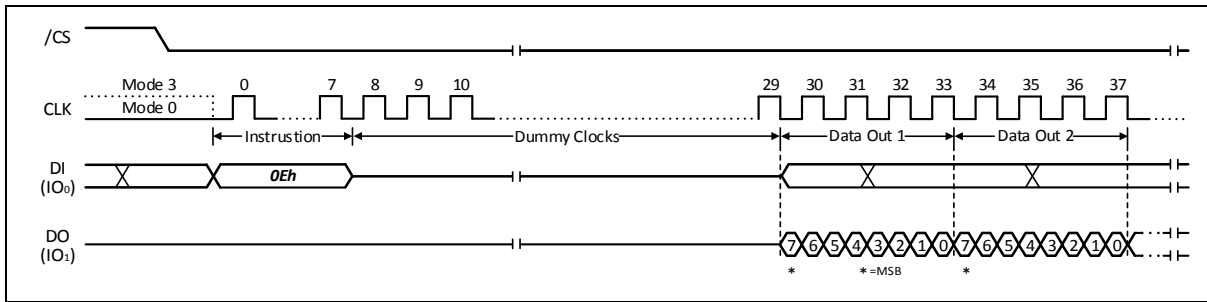 /CS
Mode 3 0 7 8 9 10 29 30 31 32 33 34 35 36 37
CLK Mode 0
Instrustion Dummy Clocks Data Out 1 Data Out 2
DI
(IO0) 0Eh
DO
(IO1) 7 6 5 4 3 2 1 0 7 6 5 4 3 2 1 0
* * =MSB *